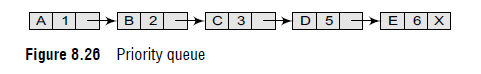 A 1 B 2 C 3 D 5 E 6 X
Figure 8.26 Priority queue